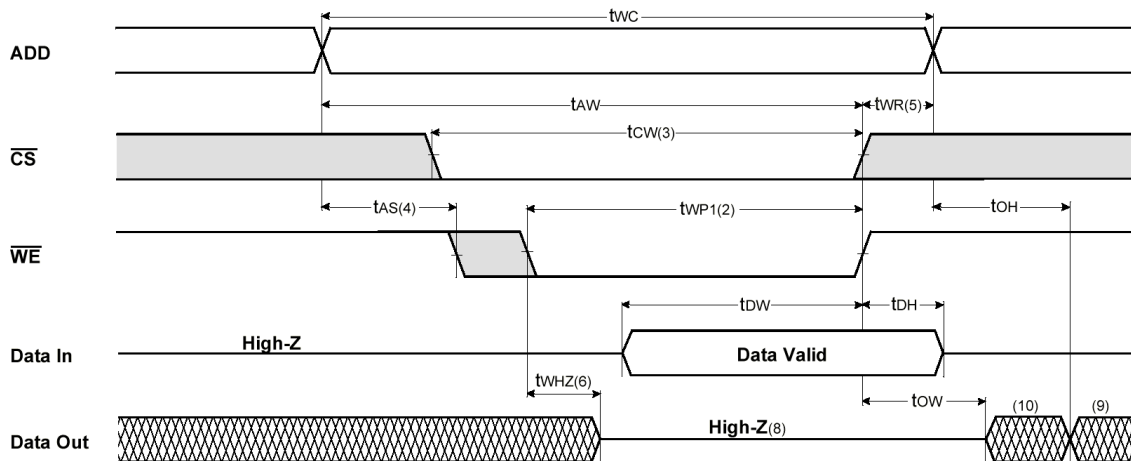 tWC
ADD
tAW
tWR(5)
tCW(3)
CS
tAS(4)
tWP1(2)
tOH
WE
tDW
tDH
High-Z
Data In
Data Valid
tWHZ(6)
tOW
(10)
(9)
Data Out
High-Z(8)